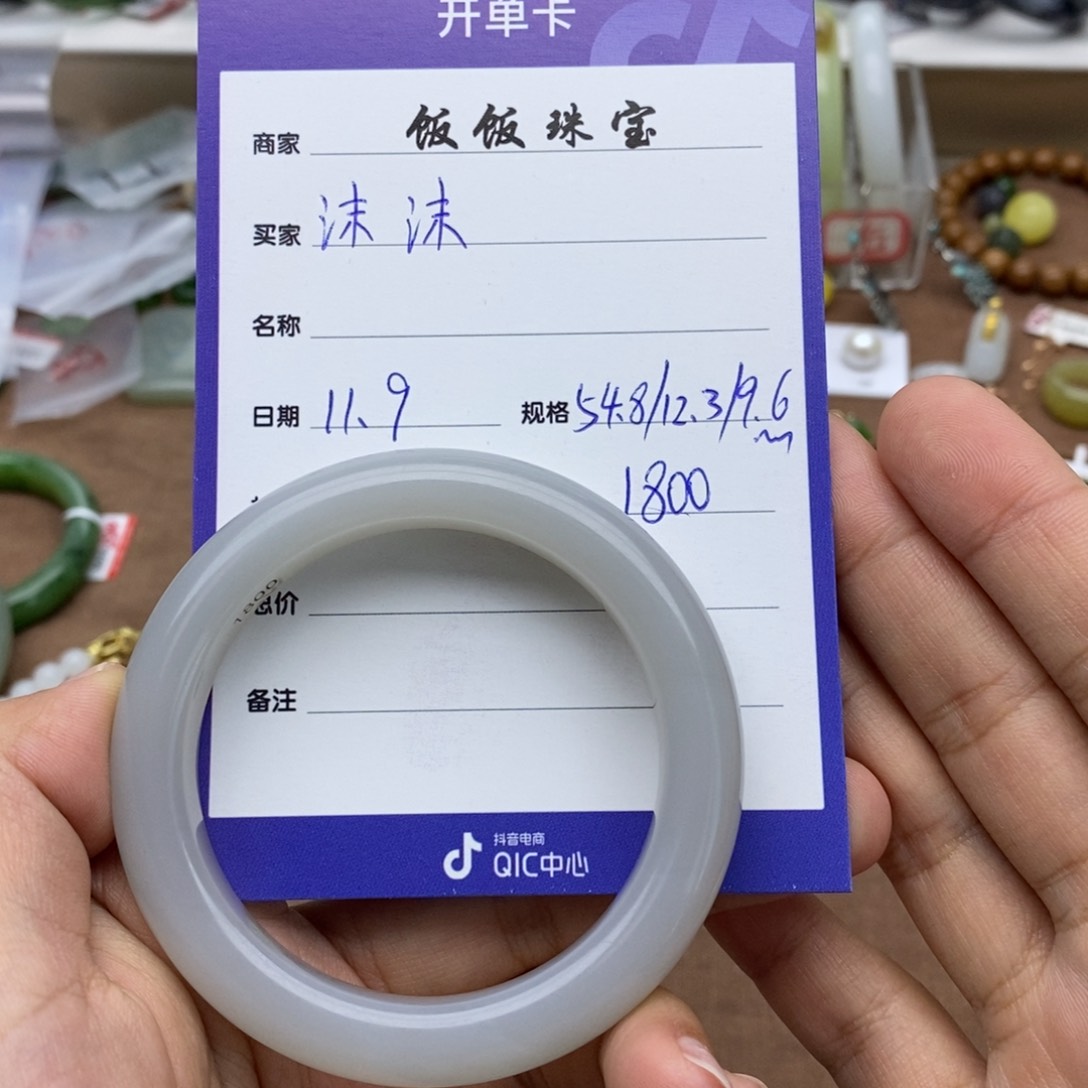 开单卡
商家 饭饭珠宝
买家 沫沫
名称
日期 11、9 规格 54.8/12.3/9.6
1800
总价
备注
抖音电商
QIC中心